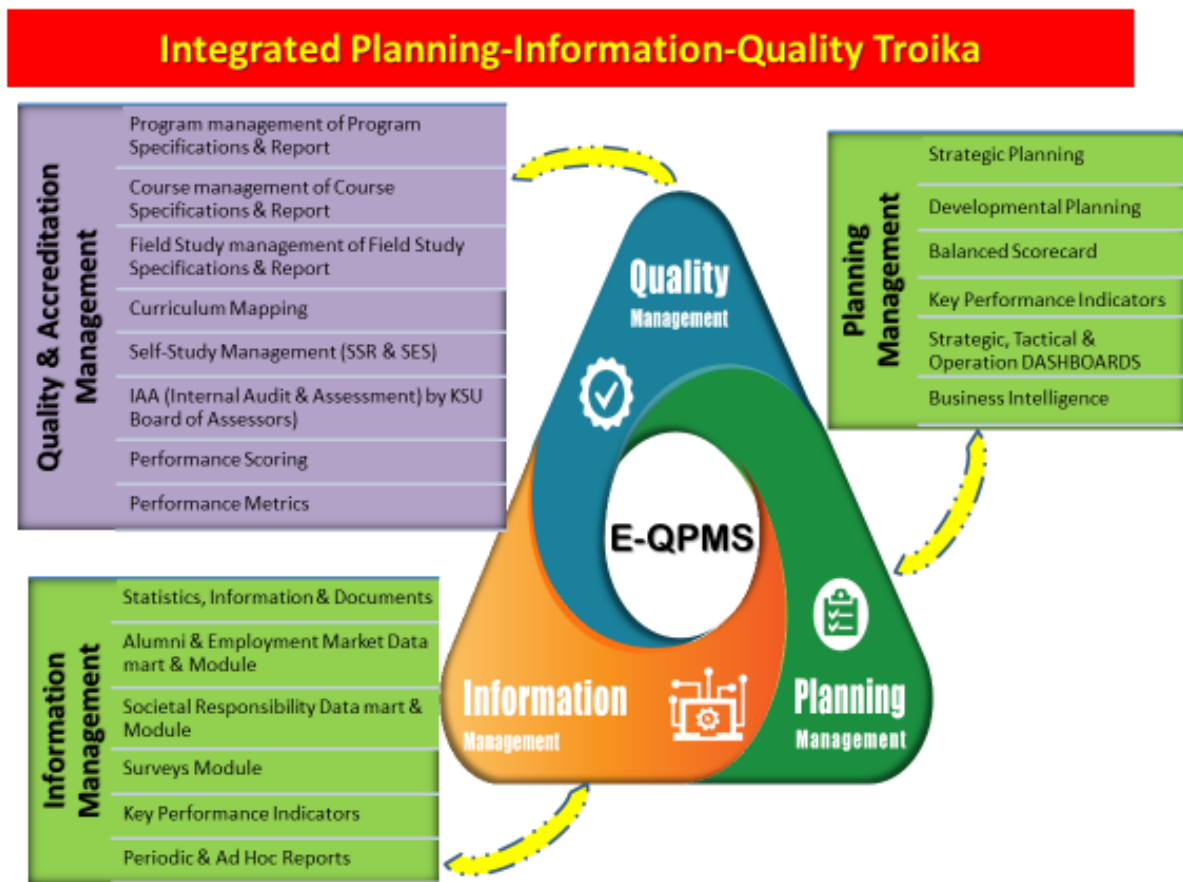 Integrated Planning-Information-Quality Troika
Quality & Accreditation
Management
Program management of Program
Specifications & Report
Course management of Course
Specifications & Report
Field Study management of Field Study
Specifications & Report
Curriculum Mapping
Self-Study Management (SSR & SES)
IAA (Internal Audit & Assessment) by KSU
Board of Assessors)
Performance Scoring
Performance Metrics
Planning
Management
Strategic Planning
Developmental Planning
Balanced Scorecard
Key Performance Indicators
Strategic, Tactical &
Operation DASHBOARDS
Business Intelligence
Quality
Management
E-QPMS
Information
Management
Planning
Management
Information
Management
Statistics, Information & Documents
Alumni & Employment Market Data
mart & Module
Societal Responsibility Data mart &
Module
Surveys Module
Key Performance Indicators
Periodic & Ad Hoc Reports